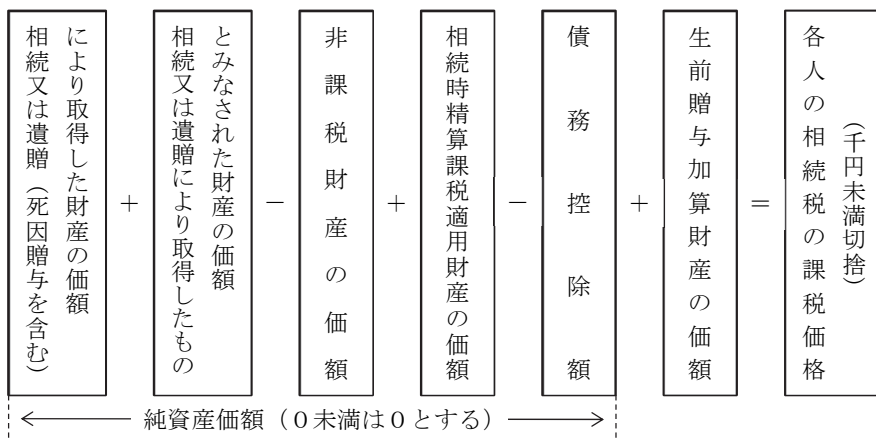 相続又は遺贈（死因贈与を含む）
により取得した財産の価額
＋
相続又は遺贈により取得したもの
とみなされた財産の価額
－
非課税財産の価額
＋
相続時精算課税適用財産の価額
－
債務控除額
＋
生前贈与加算財産の価額
＝
各人の相続税の課税価格
（千円未満切捨）
純資産価額（０未満は０とする）